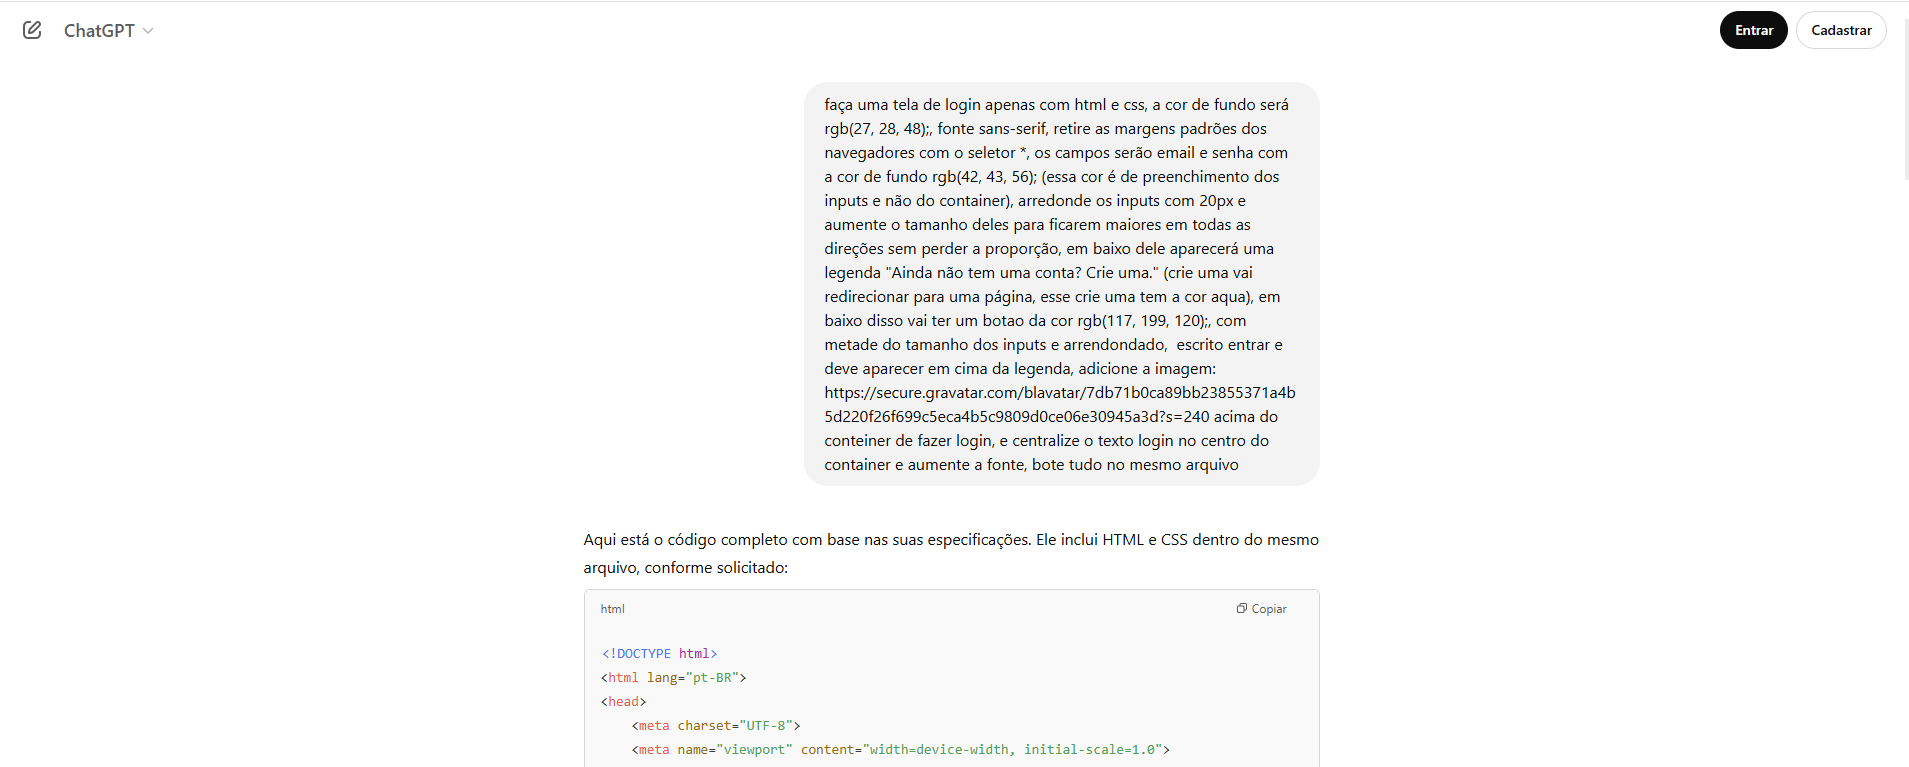 ChatGPT
Entrar
Cadastrar
faça uma tela de login apenas com html e css, a cor de fundo será
rgb(27, 28, 48);, fonte sans-serif, retire as margens padrões dos
navegadores com o seletor *, os campos serão email e senha com
a cor de fundo rgb(42, 43, 56); (essa cor é de preenchimento dos
inputs e não do container), arredonde os inputs com 20px e
aumente o tamanho deles para ficarem maiores em todas as
direções sem perder a proporção, em baixo dele aparecerá uma
legenda "Ainda não tem uma conta? Crie uma." (crie uma vai
redirecionar para uma página, esse crie uma tem a cor aqua), em
baixo disso vai ter um botao da cor rgb(117, 199, 120);, com
metade do tamanho dos inputs e arrendondado,  escrito entrar e
deve aparecer em cima da legenda, adicione a imagem:
https://secure.gravatar.com/blavatar/7db71b0ca89bb23855371a4b
5d220f26f699c5eca4b5c9809d0ce06e30945a3d?s=240 acima do
conteiner de fazer login, e centralize o texto login no centro do
container e aumente a fonte, bote tudo no mesmo arquivo
Aqui está o código completo com base nas suas especificações. Ele inclui HTML e CSS dentro do mesmo
arquivo, conforme solicitado:
html
Copiar
<!DOCTYPE html>
<html lang="pt-BR">
<head>
    <meta charset="UTF-8">
    <meta name="viewport" content="width=device-width, initial-scale=1.0">